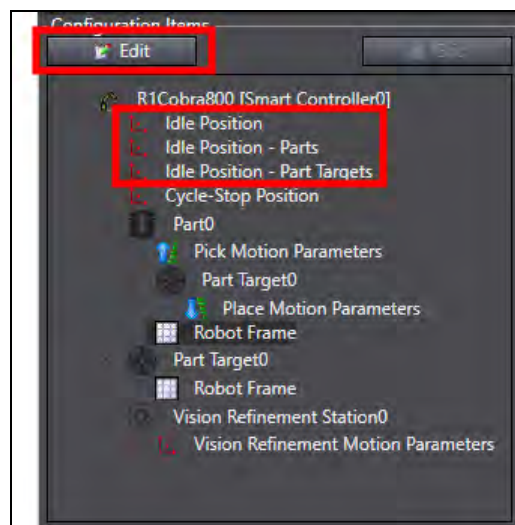 Configuration Items
Edit
R1Cobra800 [Smart Controller0]
Idle Position
Idle Position - Parts
Idle Position - Part Targets
Cycle-Stop Position
Part0
Pick Motion Parameters
Part Target0
Place Motion Parameters
Robot Frame
Part Target0
Robot Frame
Vision Refinement Station0
Vision Refinement Motion Parameters